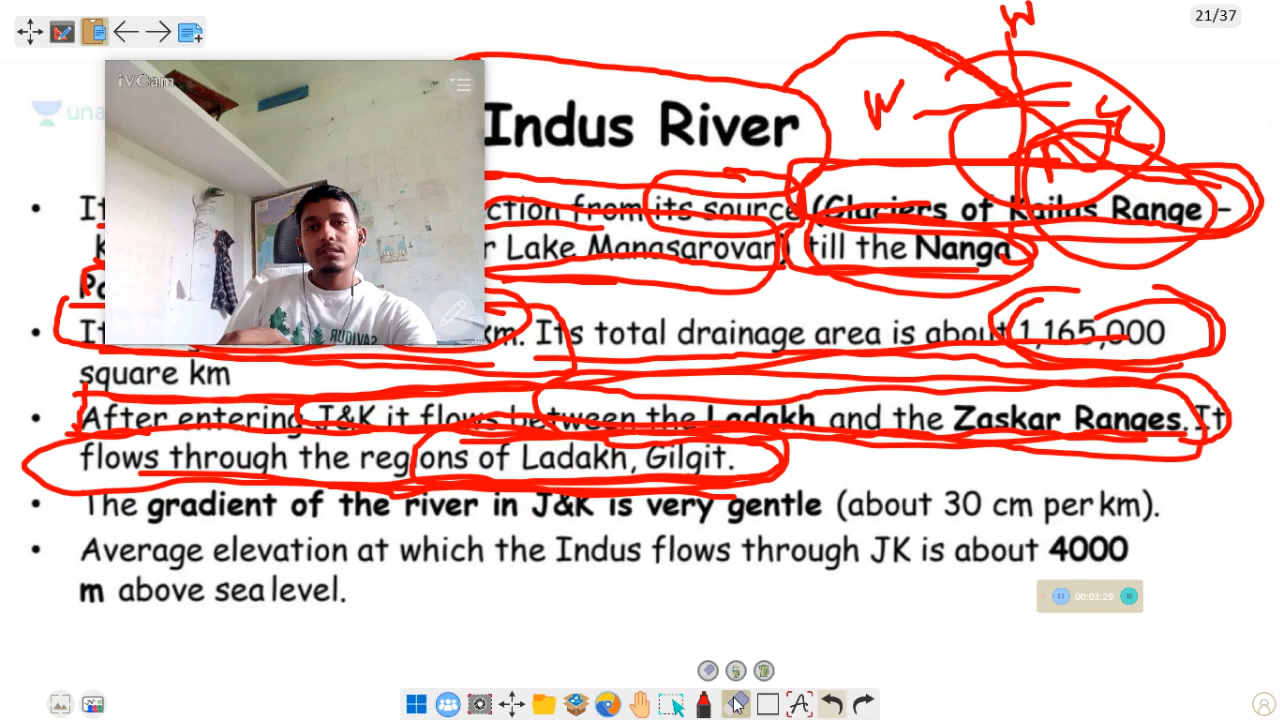 21/37
iVCam
una
Indus River
• It ction from its source (Glaciers of Kailas Range –
K r Lake Manasarovar) till the Nanga
Pa
• It km. Its total drainage area is about 1,165,000
square km
• After entering J&K it flows between the Ladakh and the Zaskar Ranges. It
flows through the regions of Ladakh, Gilgit.
• The gradient of the river in J&K is very gentle (about 30 cm per km).
• Average elevation at which the Indus flows through JK is about 4000
m above sea level.
00:03:29